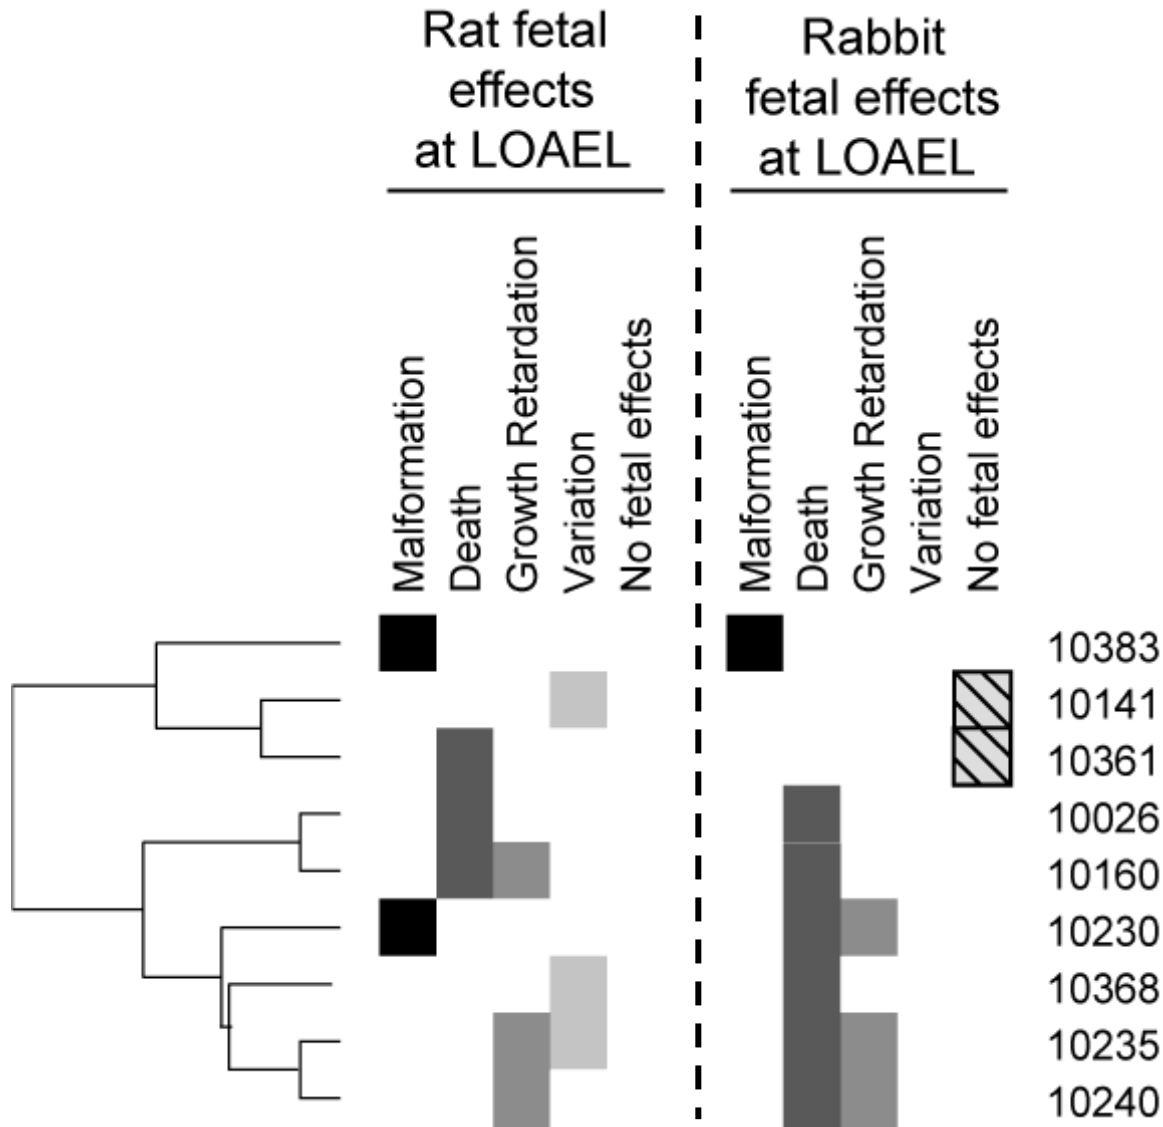 Rat fetal
effects
at LOAEL
Rabbit
fetal effects
at LOAEL
Malformation
Death
Growth Retardation
Variation
No fetal effects
Malformation
Death
Growth Retardation
Variation
No fetal effects
10383
10141
10361
10026
10160
10230
10368
10235
10240